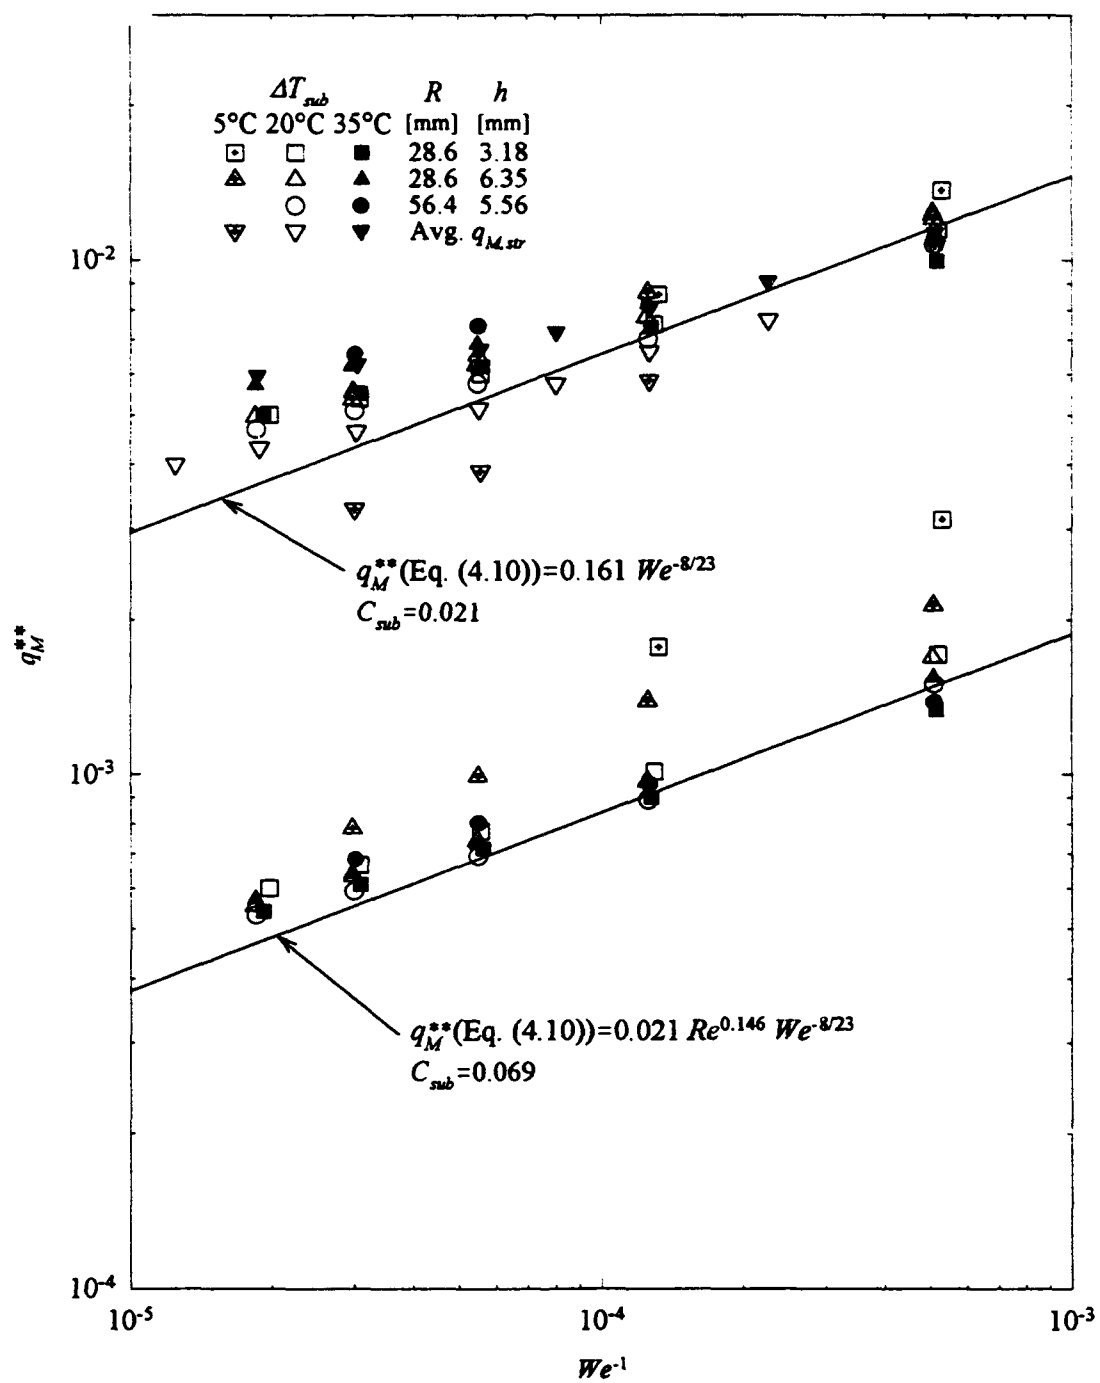 ΔT_sub R h
5°C 20°C 35°C [mm] [mm]
28.6 3.18
28.6 6.35
56.4 5.56
Avg. q_M,str
10^-2
q_M^**(Eq. (4.10))=0.161 We^-8/23
C_sub=0.021
q_M^**
10^-3
q_M^**(Eq. (4.10))=0.021 Re^0.146 We^-8/23
C_sub=0.069
10^-4
10^-5 10^-4 10^-3
We^-1